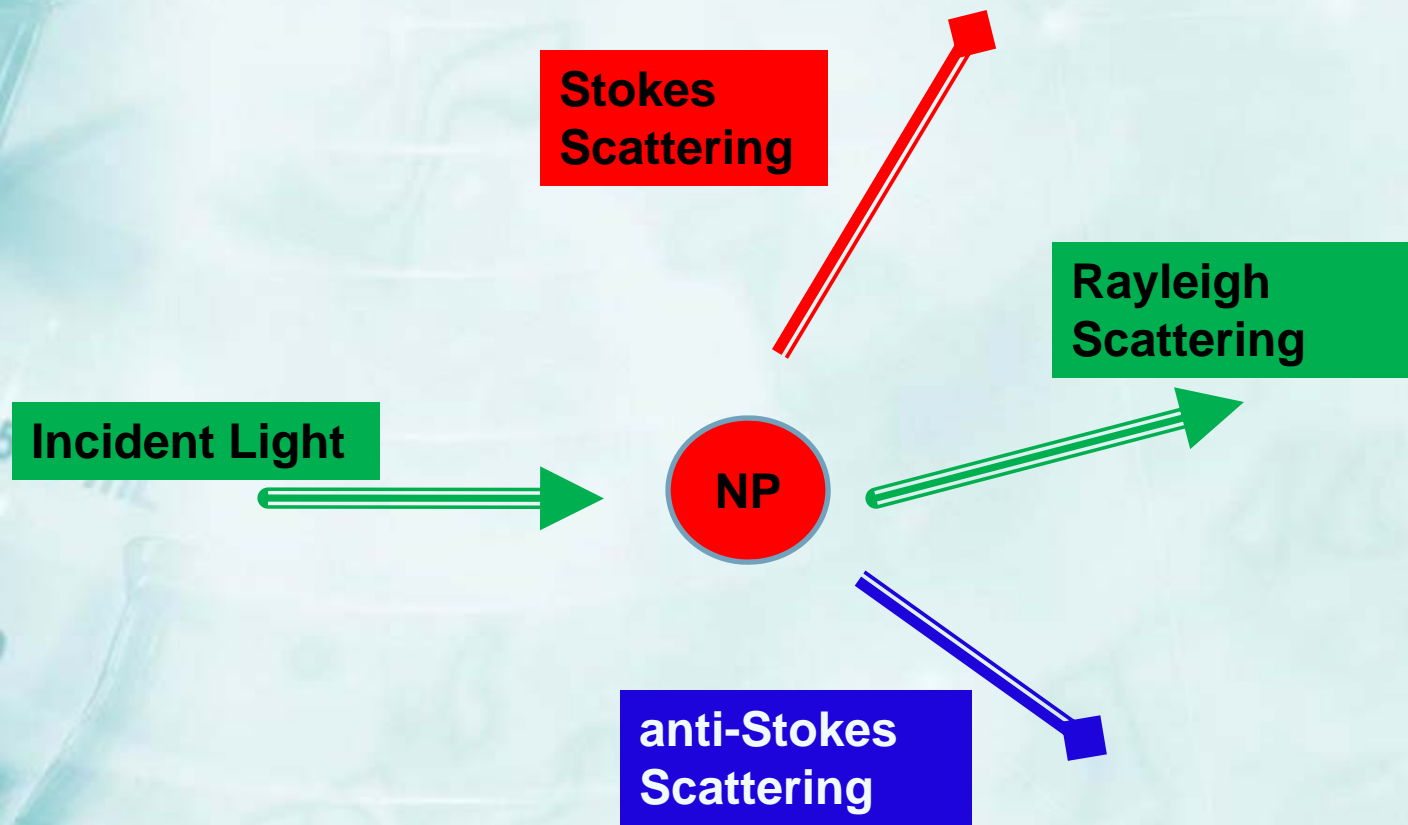 Stokes
Scattering
Rayleigh
Scattering
Incident Light
NP
anti-Stokes
Scattering